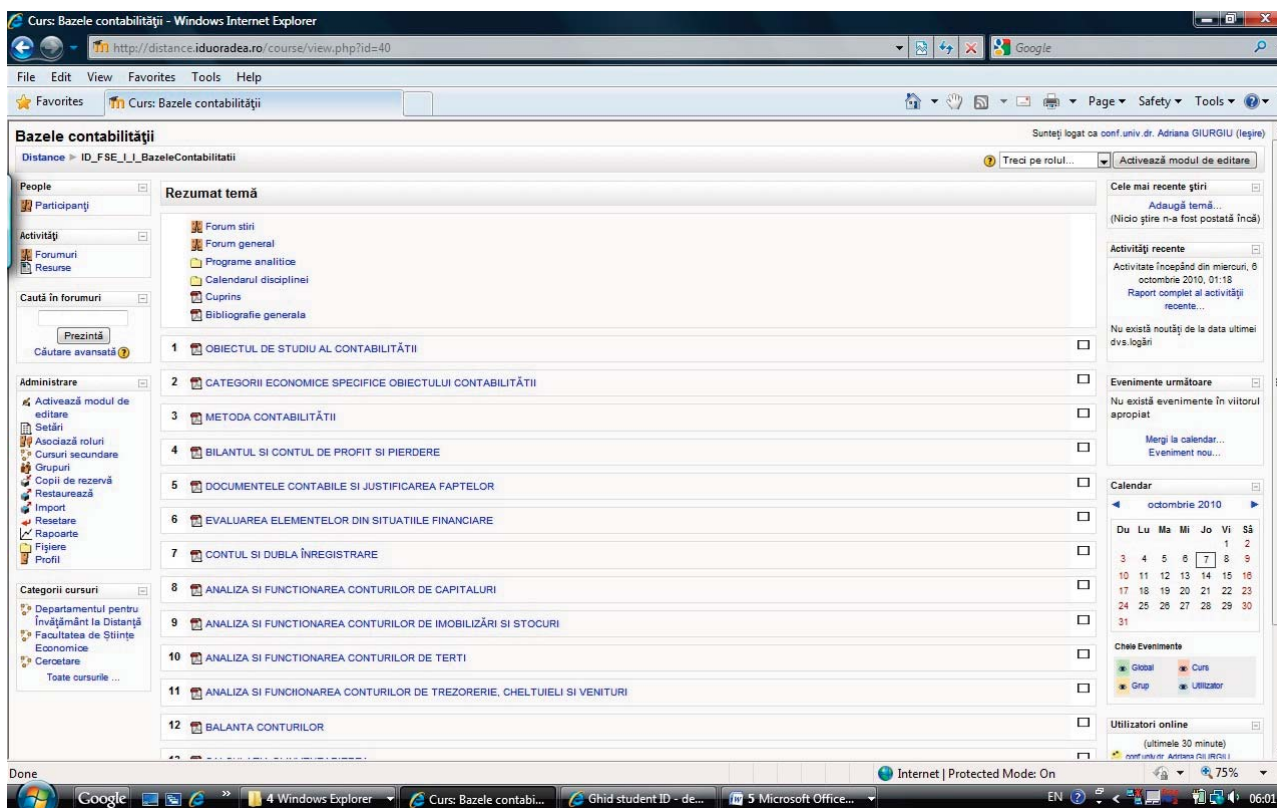 Curs: Bazele contabilităţii - Windows Internet Explorer
http://distance.iduoradea.ro/course/view.php?id=40
Google
File Edit View Favorites Tools Help
Favorites
Curs: Bazele contabilităţii
Page Safety Tools
Bazele contabilităţii
Sunteţi logat ca conf.univ.dr. Adriana GIURGIU (Ieşire)
Distance ► ID_FSE_I_I_BazeleContabilitatii
Treci pe rolul...
Activează modul de editare
People
Participanţi
Activităţi
Forumuri
Resurse
Caută în forumuri
Prezintă
Căutare avansată
Administrare
Activează modul de
editare
Setări
Asociază roluri
Cursuri secundare
Grupuri
Copii de rezervă
Restaurează
Import
Resetare
Rapoarte
Fişiere
Profil
Categorii cursuri
Departamentul pentru
Învăţământ la Distanţă
Facultatea de Ştiinţe
Economice
Cercetare
Toate cursurile ...
Rezumat temă
Forum stiri
Forum general
Programe analitice
Calendarul disciplinei
Cuprins
Bibliografie generala
1 OBIECTUL DE STUDIU AL CONTABILITĂTII
2 CATEGORII ECONOMICE SPECIFICE OBIECTULUI CONTABILITĂTII
3 METODA CONTABILITĂTII
4 BILANTUL SI CONTUL DE PROFIT SI PIERDERE
5 DOCUMENTELE CONTABILE SI JUSTIFICAREA FAPTELOR
6 EVALUAREA ELEMENTELOR DIN SITUATIILE FINANCIARE
7 CONTUL SI DUBLA ÎNREGISTRARE
8 ANALIZA SI FUNCTIONAREA CONTURILOR DE CAPITALURI
9 ANALIZA SI FUNCTIONAREA CONTURILOR DE IMOBILIZĂRI SI STOCURI
10 ANALIZA SI FUNCTIONAREA CONTURILOR DE TERTI
11 ANALIZA SI FUNCIIONAREA CONTURILOR DE TREZORERIE, CHELTUIELI SI VENITURI
12 BALANTA CONTURILOR
Cele mai recente ştiri
Adaugă temă...
(Nicio ştire n-a fost postată încă)
Activităţi recente
Activitate începând din miercuri, 6
octombrie 2010, 01:18
Raport complet al activităţii
recente...
Nu există noutăţi de la data ultimei
dvs.logări
Evenimente următoare
Nu există evenimente în viitorul
apropiat
Mergi la calendar...
Eveniment nou...
Calendar
octombrie 2010
Du Lu Ma Mi Jo Vi Sâ
1 2
3 4 5 6 7 8 9
10 11 12 13 14 15 16
17 18 19 20 21 22 23
24 25 26 27 28 29 30
31
Cheie Evenimente
Global Curs
Grup Utilizator
Utilizatori online
(ultimele 30 minute)
conf.univ.dr. Adriana GIURGIU
Done
Internet | Protected Mode: On
75%
Google
4 Windows Explorer
Curs: Bazele contabi...
Ghid student ID - de...
5 Microsoft Office...
EN
06:01